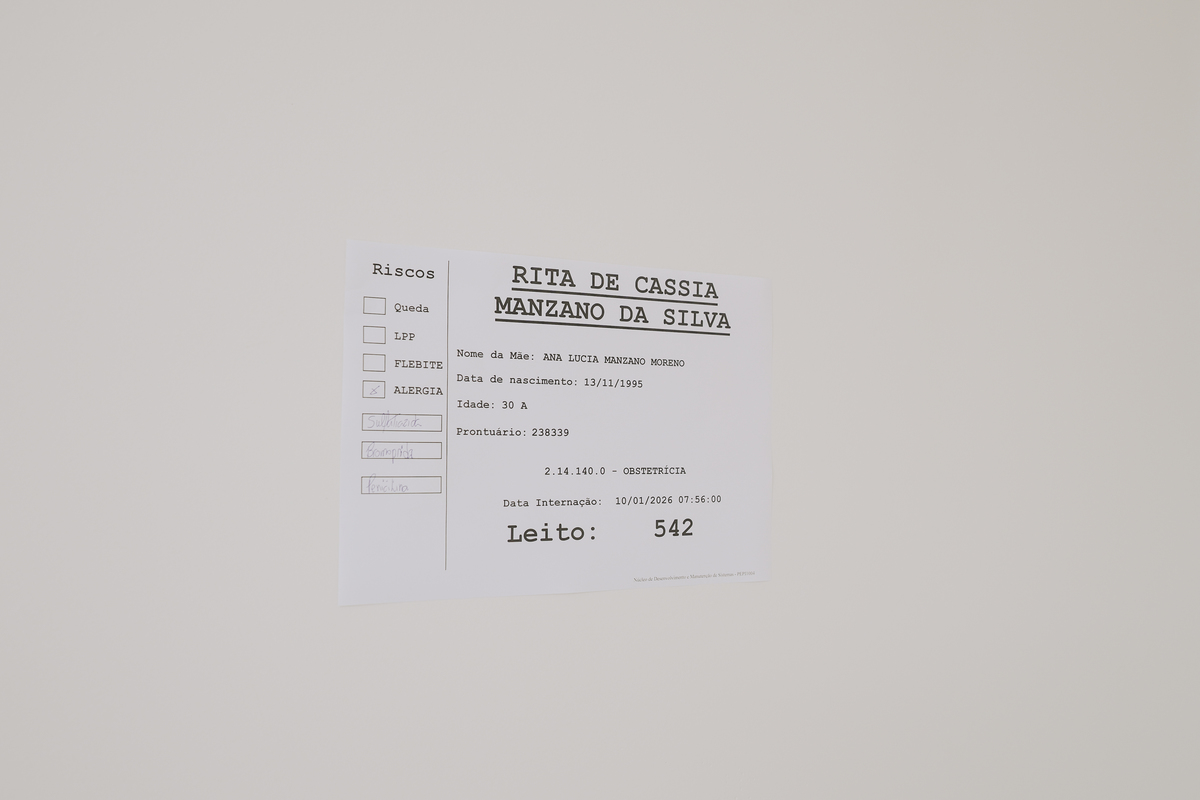 Riscos
Queda
LPP
FLEBITE
ALERGIA
RITA DE CASSIA
MANZANO DA SILVA
Nome da Mãe: ANA LUCIA MANZANO MORENO
Data de nascimento: 13/11/1995
Idade: 30 A
Prontuário: 238339
2.14.140.0 - OBSTETRÍCIA
Data Internação: 10/01/2026 07:56:00
Leito: 542